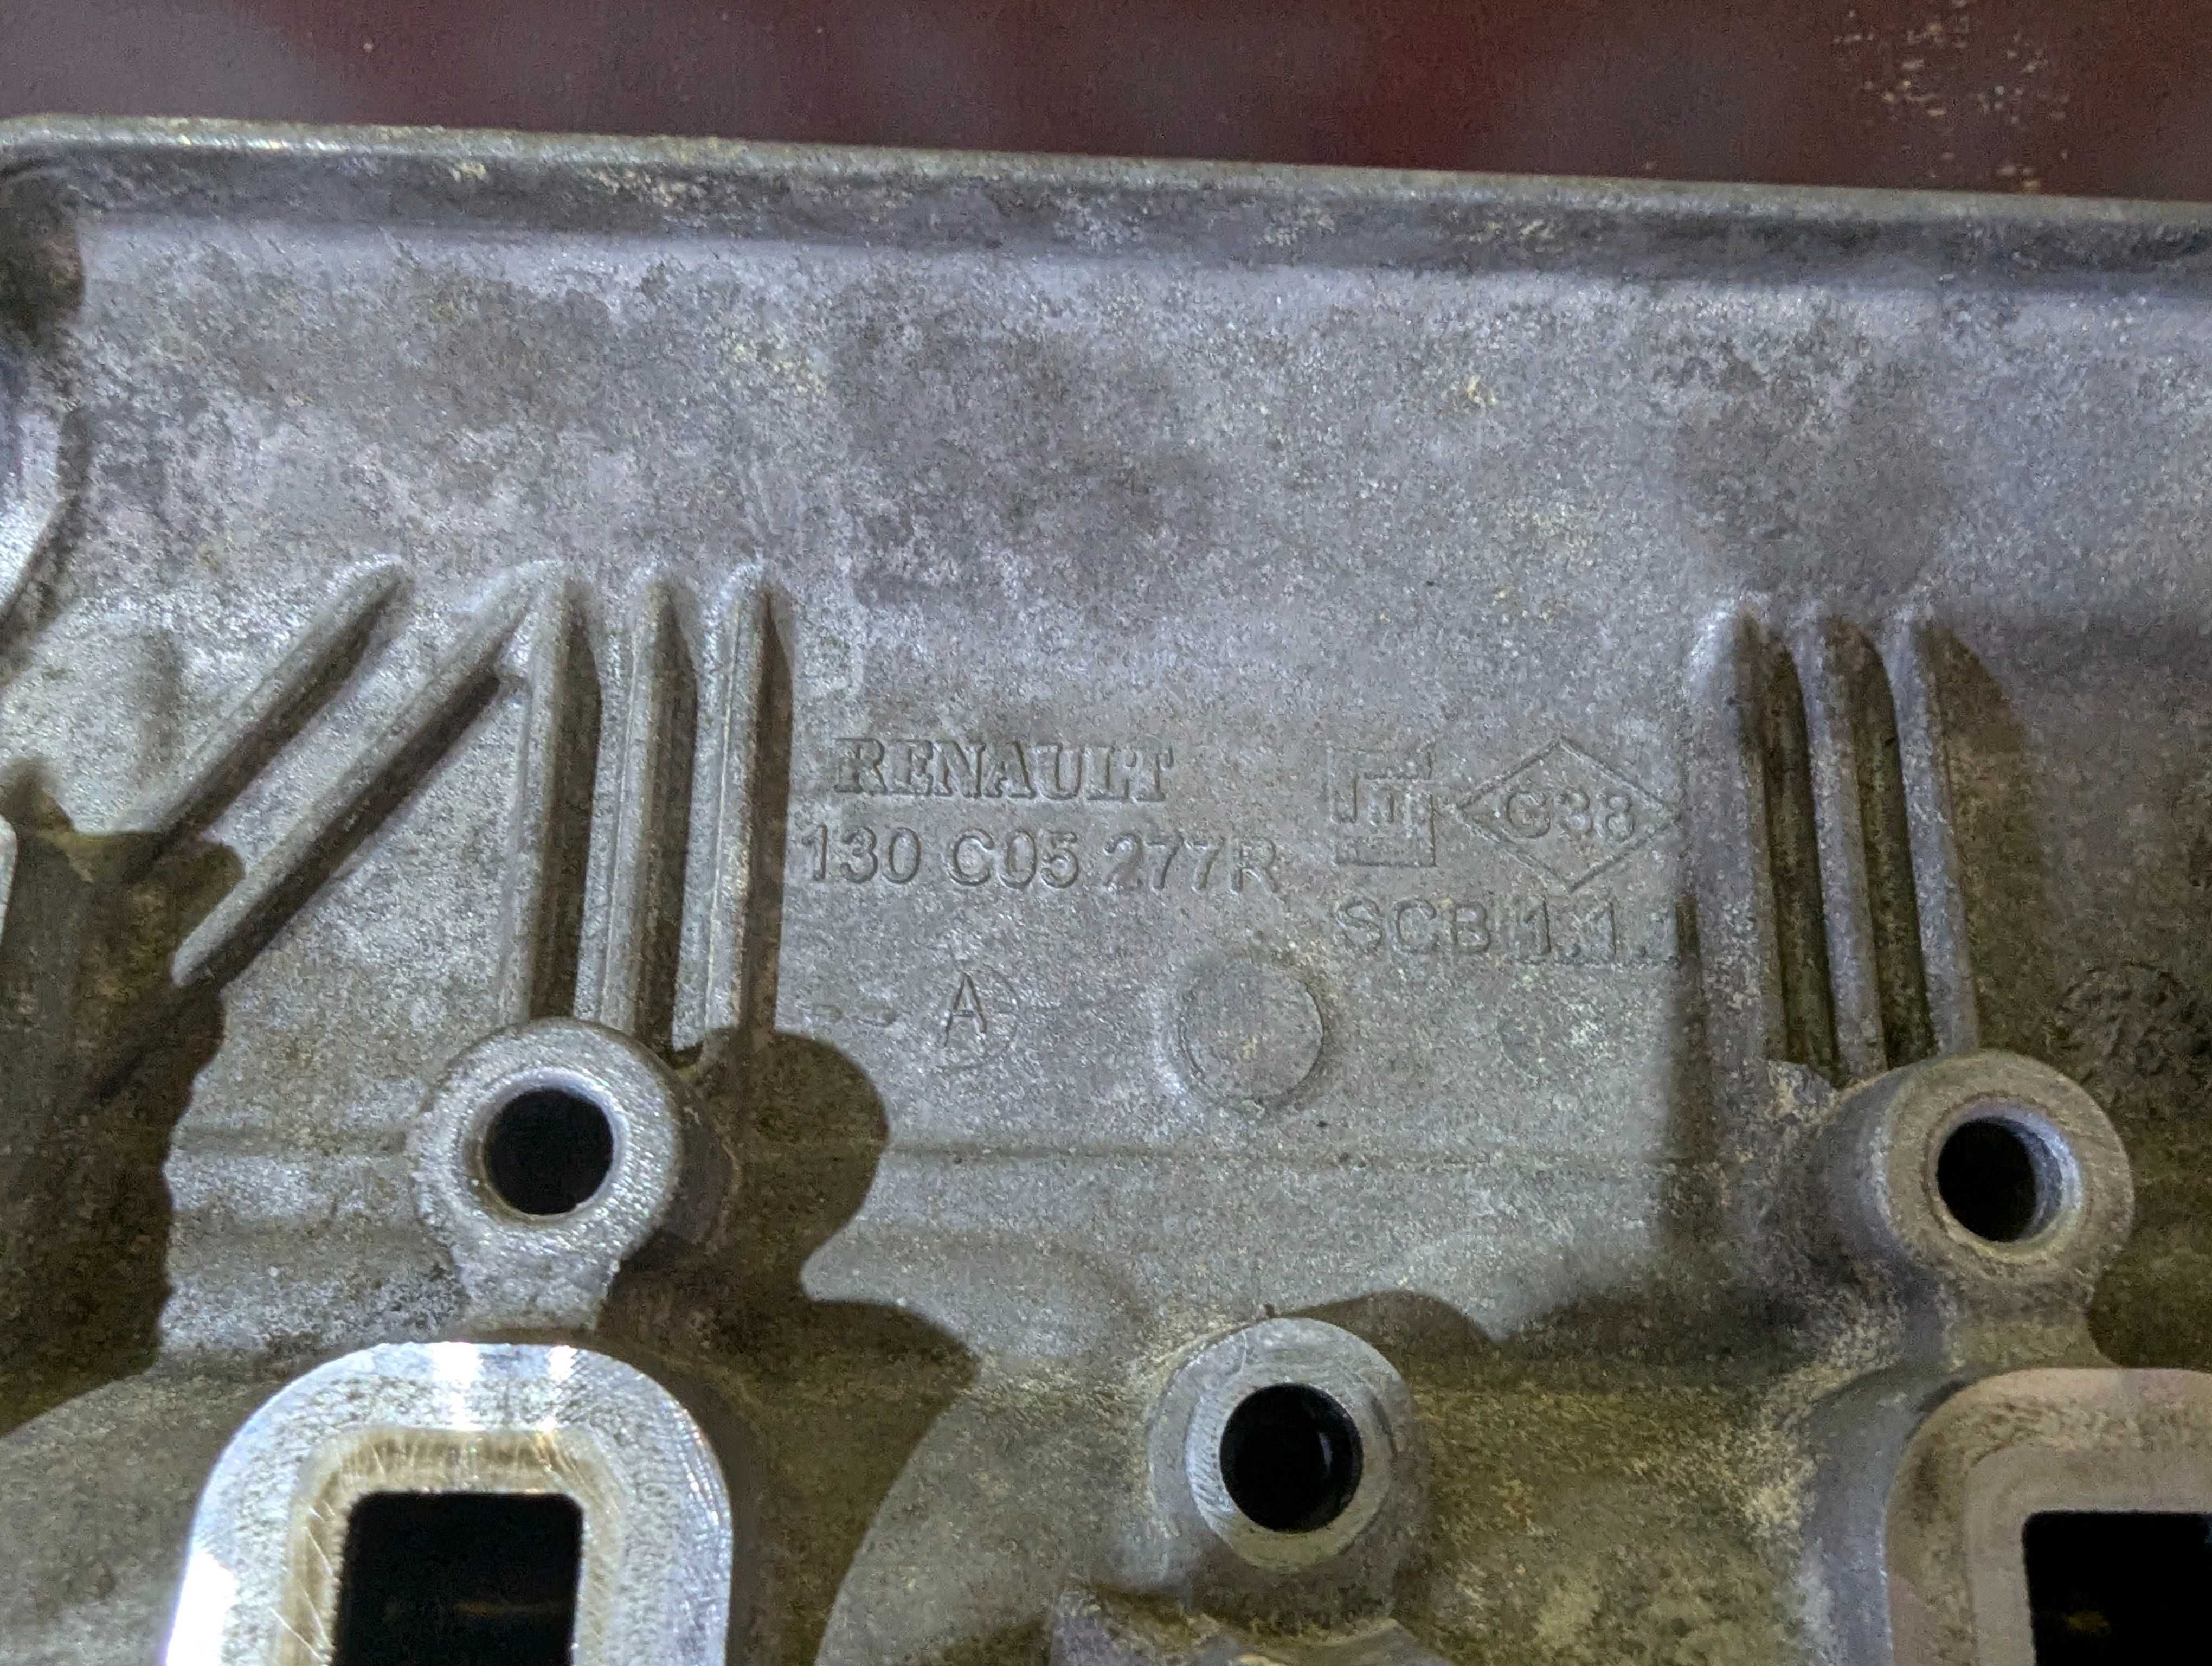 RENAULT
130 C05 277R
G38
SCB 1.1.
A